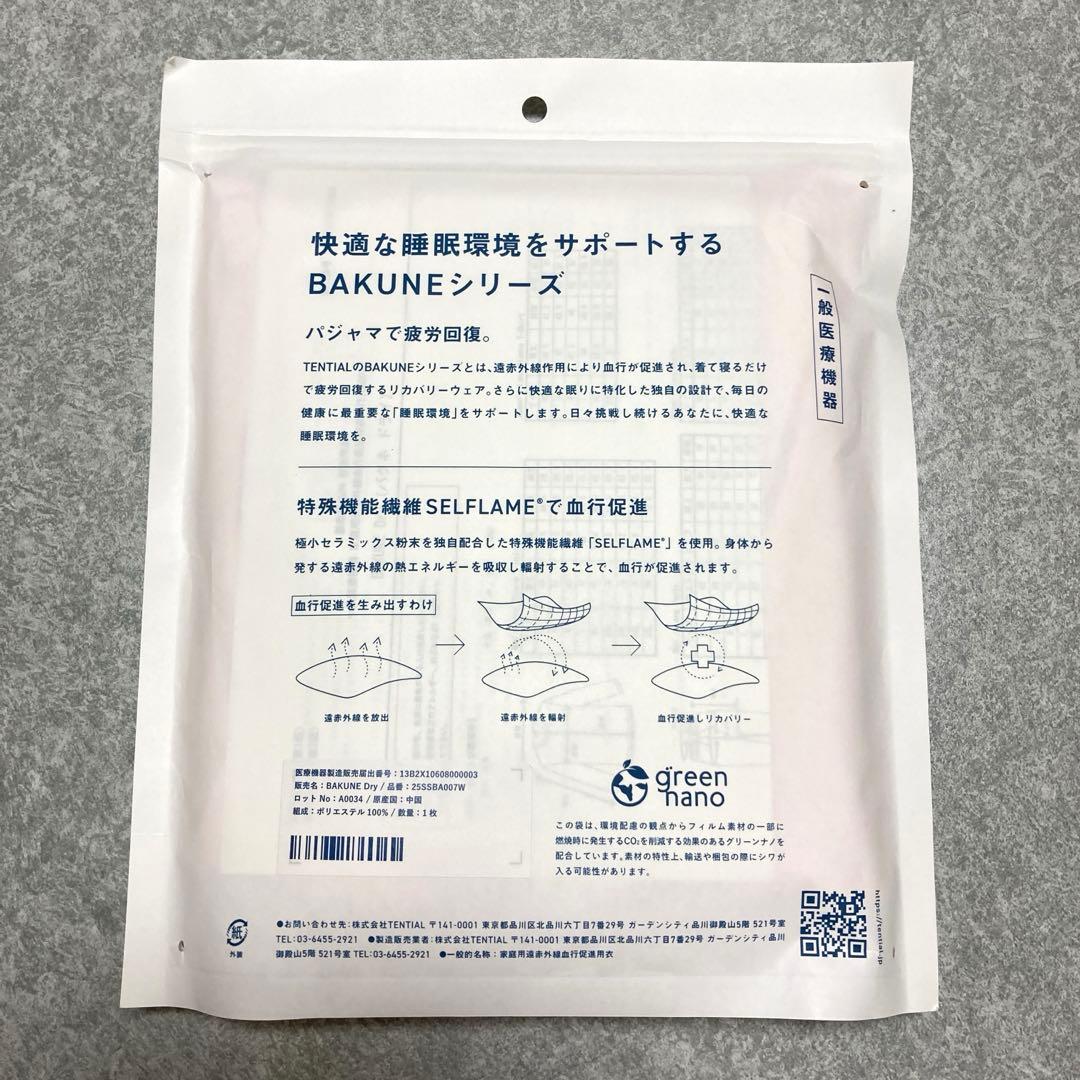 快適な睡眠環境をサポートする
BAKUNEシリーズ
パジャマで疲労回復。
TENTIALのBAKUNEシリーズとは、遠赤外線作用により血行が促進され、着て寝るだけ
で疲労回復するリカバリーウェア。さらに快適な眠りに特化した独自の設計で、毎日の
健康に最重要な「睡眠環境」をサポートします。日々挑戦し続けるあなたに、快適な
睡眠環境を。
一般医療機器
特殊機能繊維SELFLAME®で血行促進
極小セラミックス粉末を独自配合した特殊機能繊維「SELFLAME®」を使用。身体から
発する遠赤外線の熱エネルギーを吸収し輻射することで、血行が促進されます。
血行促進を生み出すわけ
遠赤外線を放出
遠赤外線を輻射
血行促進しリカバリー
医療機器製造販売届出番号：13B2X10608000003
販売名：BAKUNE Dry / 品番：25SSBA007W
ロットNo：A0034 / 原産国：中国
組成：ポリエステル100% / 数量：1枚
green
nano
この袋は、環境配慮の観点からフィルム素材の一部に
燃焼時に発生するCO₂を削減する効果のあるグリーンナノを
配合しています。素材の特性上、輸送や梱包の際にシワが
入る可能性があります。
紙
外装
●お問い合わせ先：株式会社TENTIAL 〒141-0001 東京都品川区北品川六丁目7番29号 ガーデンシティ品川御殿山5階 521号室
TEL：03-6455-2921 ●製造販売業者：株式会社TENTIAL 〒141-0001 東京都品川区北品川六丁目7番29号 ガーデンシティ品川
御殿山5階 521号室 TEL：03-6455-2921 ●一般的名称：家庭用遠赤外線血行促進用衣
https://tential.jp